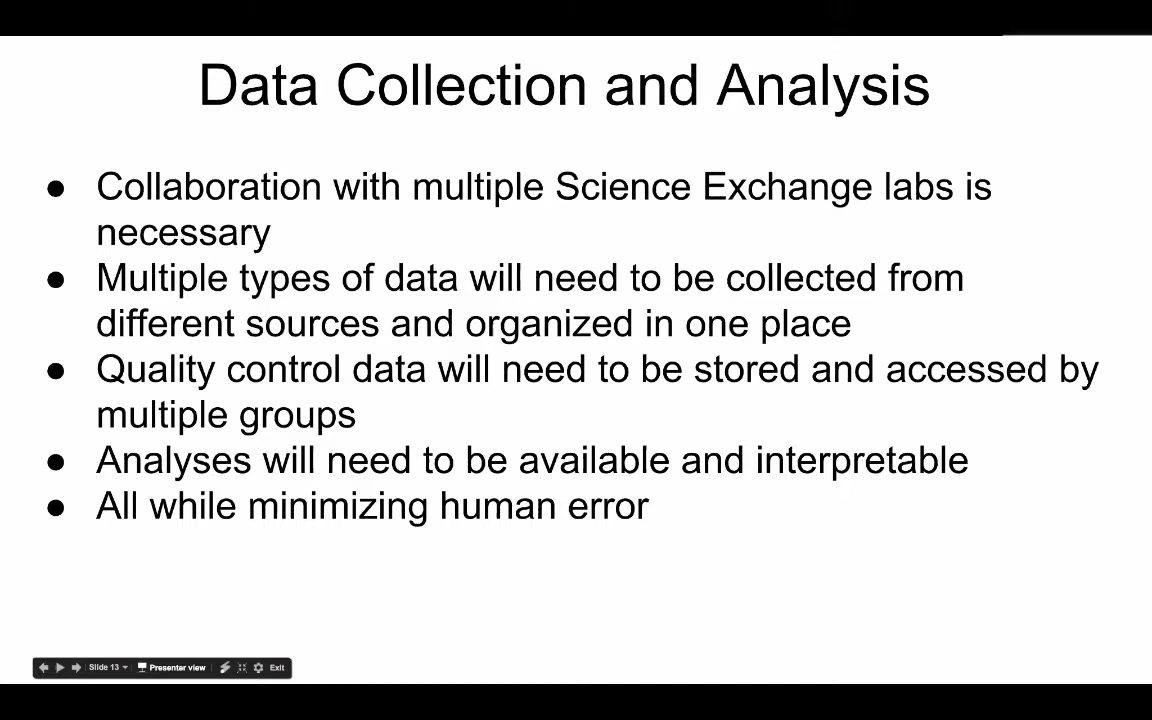 Data Collection and Analysis
● Collaboration with multiple Science Exchange labs is
necessary
● Multiple types of data will need to be collected from
different sources and organized in one place
● Quality control data will need to be stored and accessed by
multiple groups
● Analyses will need to be available and interpretable
● All while minimizing human error
Slide 13 Presenter view Exit